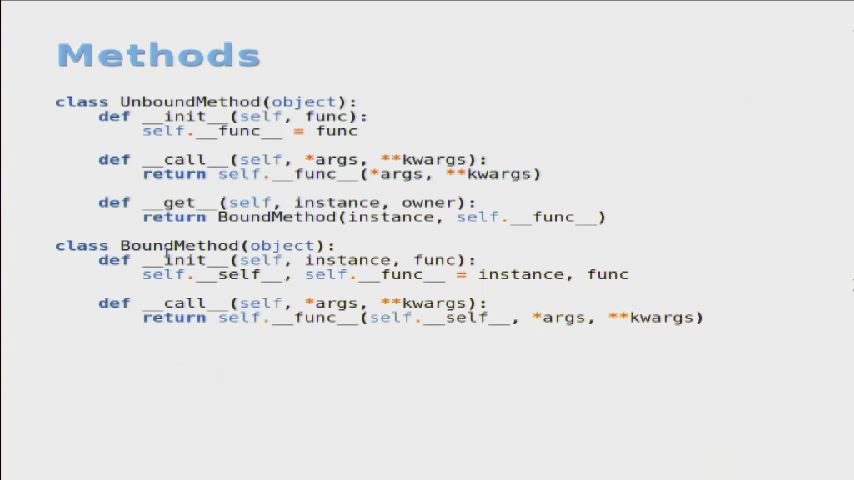 Methods
class UnboundMethod(object):
    def __init__(self, func):
        self.__func__ = func
    def __call__(self, *args, **kwargs):
        return self.__func__(*args, **kwargs)
    def __get__(self, instance, owner):
        return BoundMethod(instance, self.__func__)
class BoundMethod(object):
    def __init__(self, instance, func):
        self.__self__, self.__func__ = instance, func
    def __call__(self, *args, **kwargs):
        return self.__func__(self.__self__, *args, **kwargs)